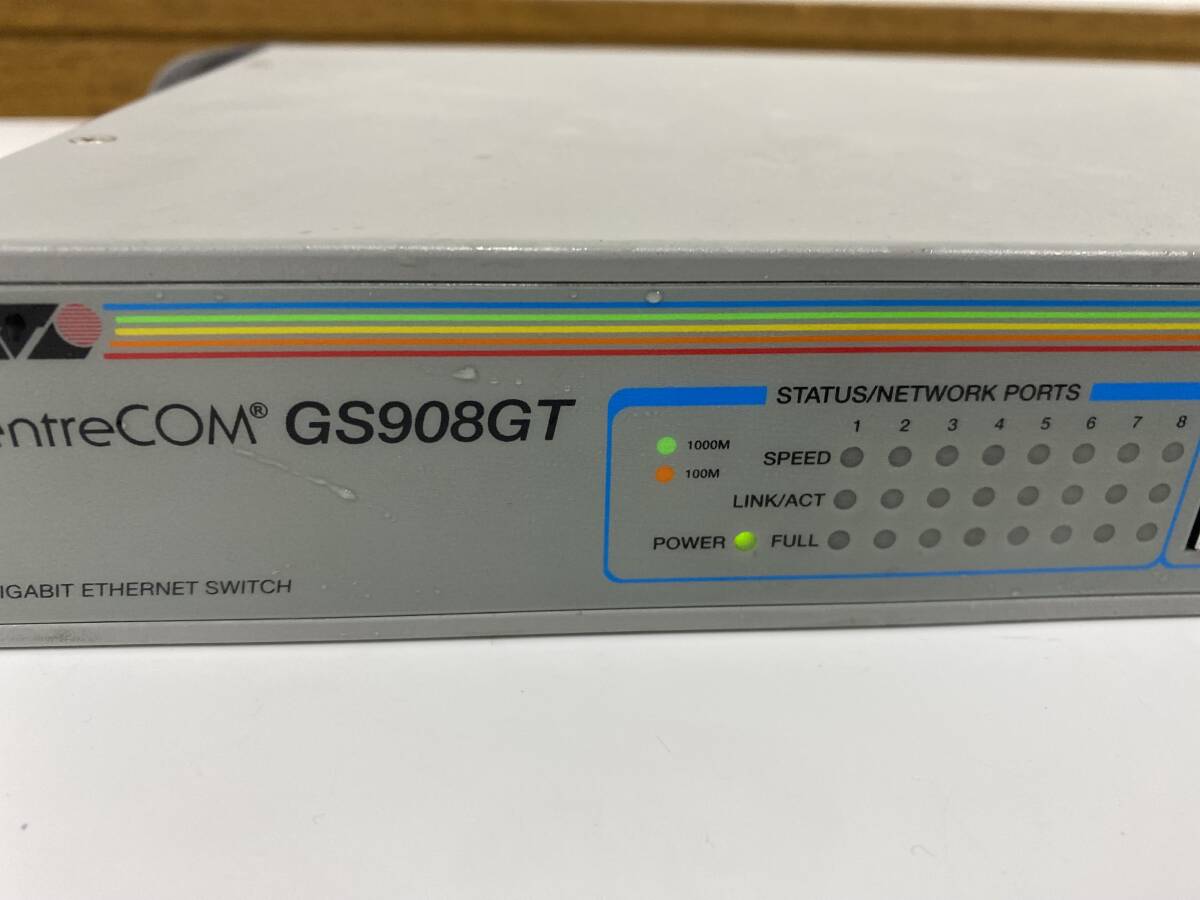 entreCOM® GS908GT
IGABIT ETHERNET SWITCH
STATUS/NETWORK PORTS
1 2 3 4 5 6 7 8
1000M
SPEED
100M
LINK/ACT
POWER FULL